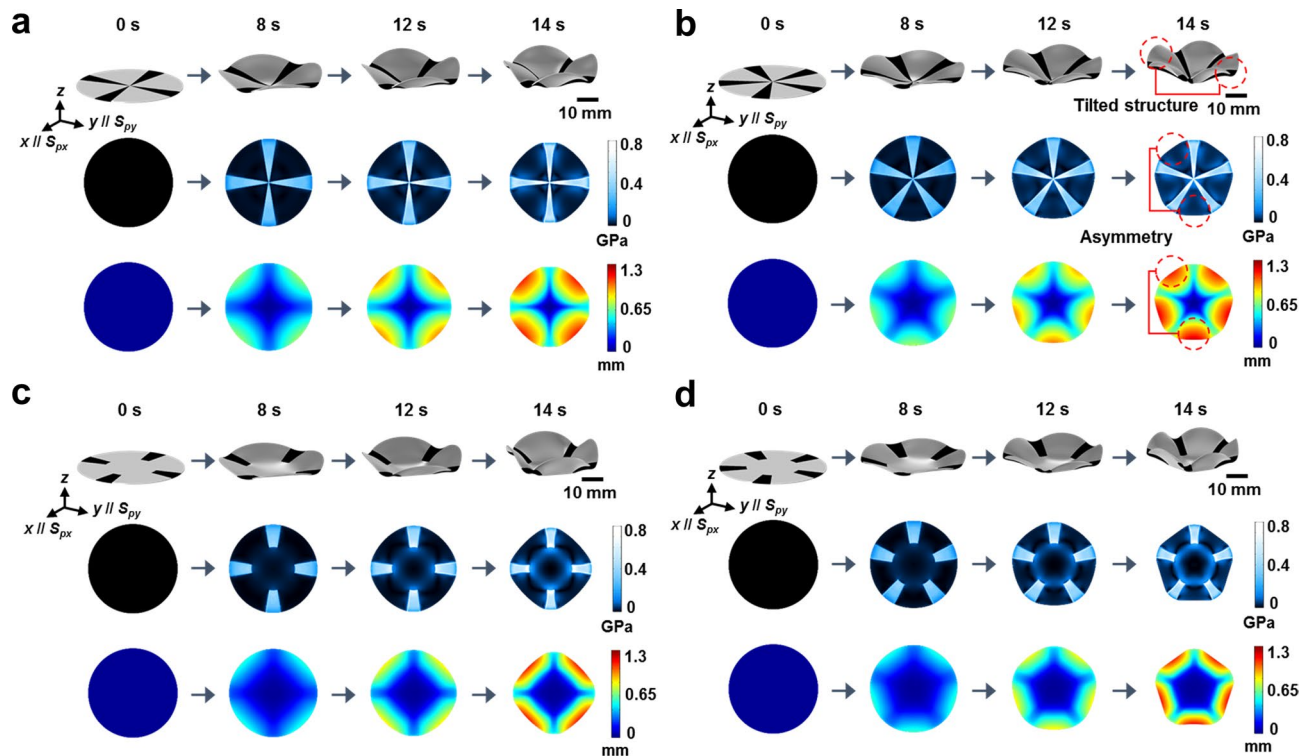 a
0 s 8 s 12 s 14 s
z
x // Spx
y // Spy
10 mm
0.8
0.4
0
GPa
1.3
0.65
0
mm
b
0 s 8 s 12 s 14 s
z
x // Spx
y // Spy
Tilted structure
10 mm
0.8
0.4
0
Asymmetry
GPa
1.3
0.65
0
mm
c
0 s 8 s 12 s 14 s
z
x // Spx
y // Spy
10 mm
0.8
0.4
0
GPa
1.3
0.65
0
mm
d
0 s 8 s 12 s 14 s
z
x // Spx
y // Spy
10 mm
0.8
0.4
0
GPa
1.3
0.65
0
mm